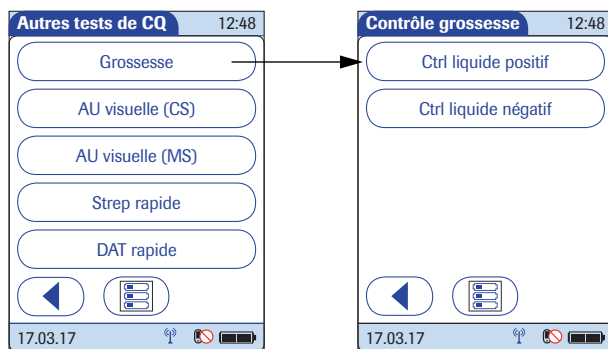 Autres tests de CQ 12:48
Grossesse
AU visuelle (CS)
AU visuelle (MS)
Strep rapide
DAT rapide
17.03.17
Contrôle grossesse 12:48
Ctrl liquide positif
Ctrl liquide négatif
17.03.17